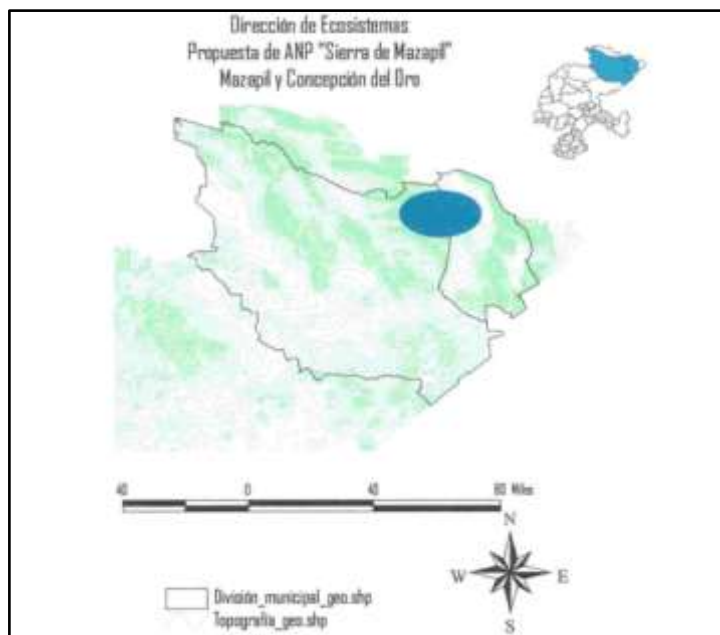 Dirección de Ecosistemas
Propuesta de ANP "Sierra de Mazapil"
Mazapil y Concepción del Oro
40 0 40 80 Miles
N
W E
S
División_municipal_geo.shp
Topografía_geo.shp